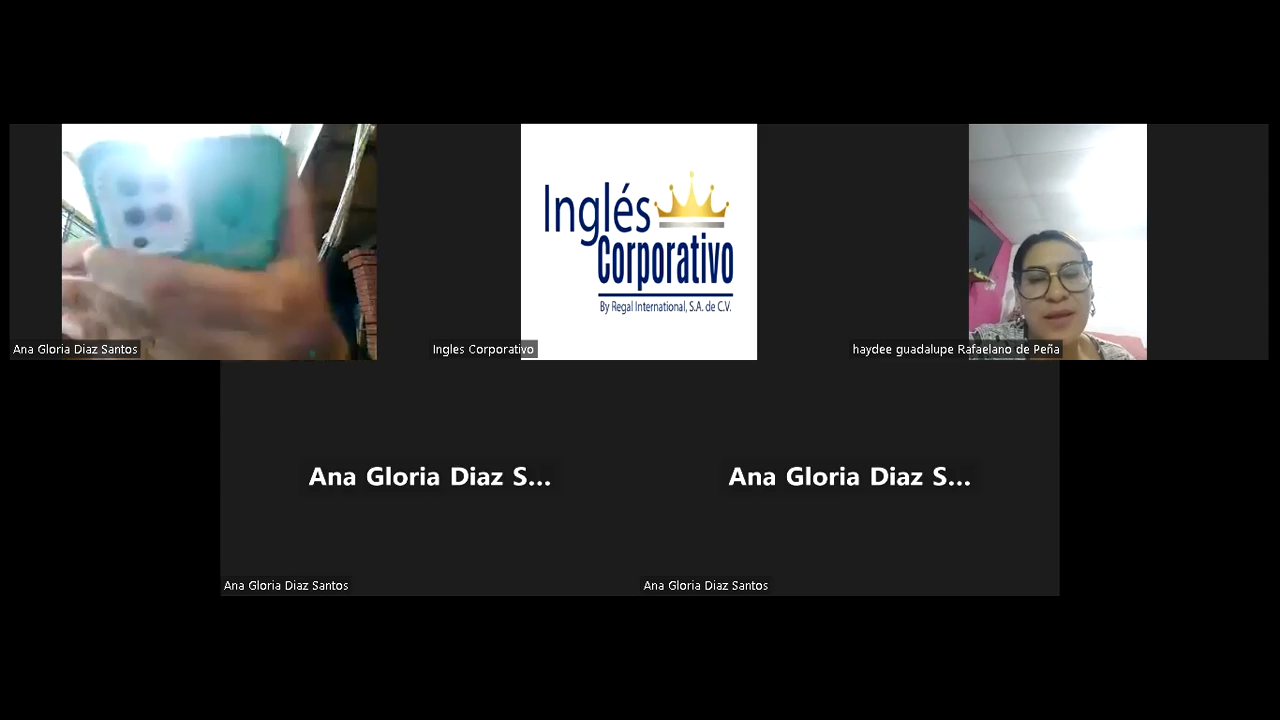 Inglés
Corporativo
By Regal International, S.A. de C.V.
Ana Gloria Diaz Santos
Ingles Corporativo
haydee guadalupe Rafaelano de Peña
Ana Gloria Diaz S...
Ana Gloria Diaz S...
Ana Gloria Diaz Santos
Ana Gloria Diaz Santos